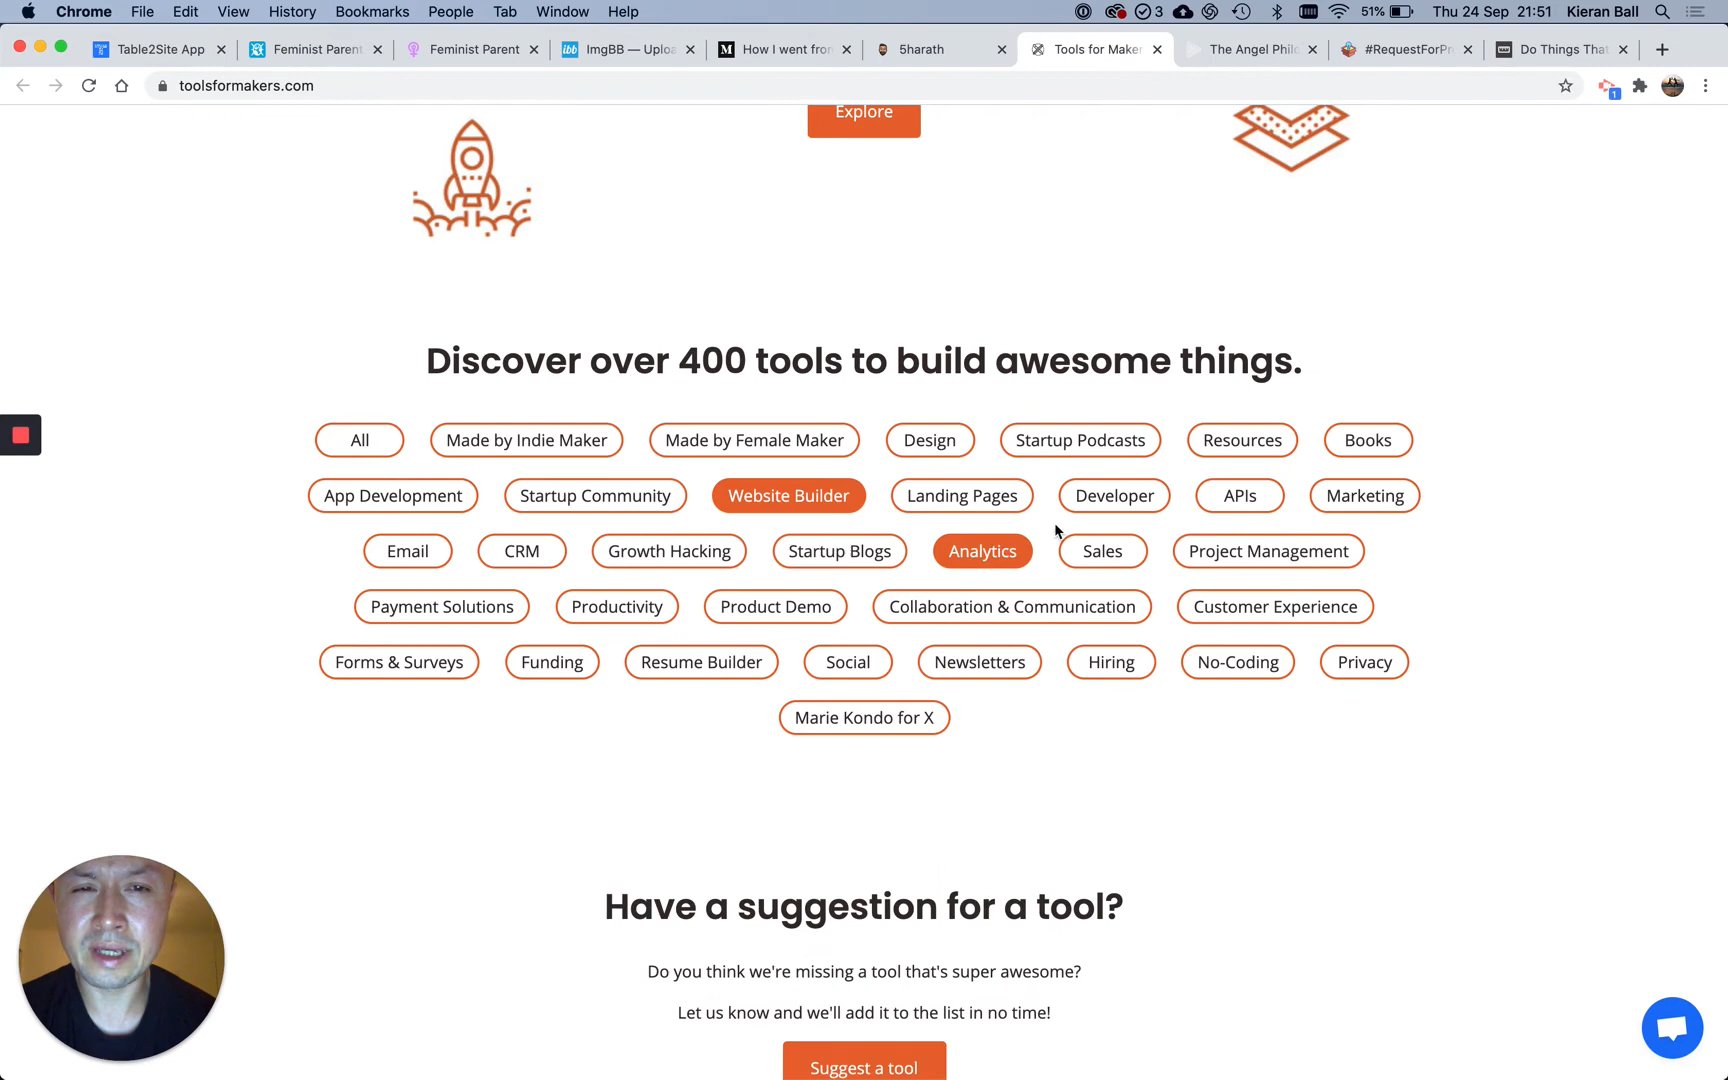 Chrome File Edit View History Bookmarks People Tab Window Help 3 51% Thu 24 Sep 21:51 Kieran Ball
Table2Site App Feminist Parent Feminist Parent ibb ImgBB — Uploa M How I went fron 5harath Tools for Maker The Angel Philo #RequestForPr Do Things That
toolsformakers.com 1
Explore
Discover over 400 tools to build awesome things.
All Made by Indie Maker Made by Female Maker Design Startup Podcasts Resources Books
App Development Startup Community Website Builder Landing Pages Developer APIs Marketing
Email CRM Growth Hacking Startup Blogs Analytics Sales Project Management
Payment Solutions Productivity Product Demo Collaboration & Communication Customer Experience
Forms & Surveys Funding Resume Builder Social Newsletters Hiring No-Coding Privacy
Marie Kondo for X
Have a suggestion for a tool?
Do you think we're missing a tool that's super awesome?
Let us know and we'll add it to the list in no time!
Suggest a tool